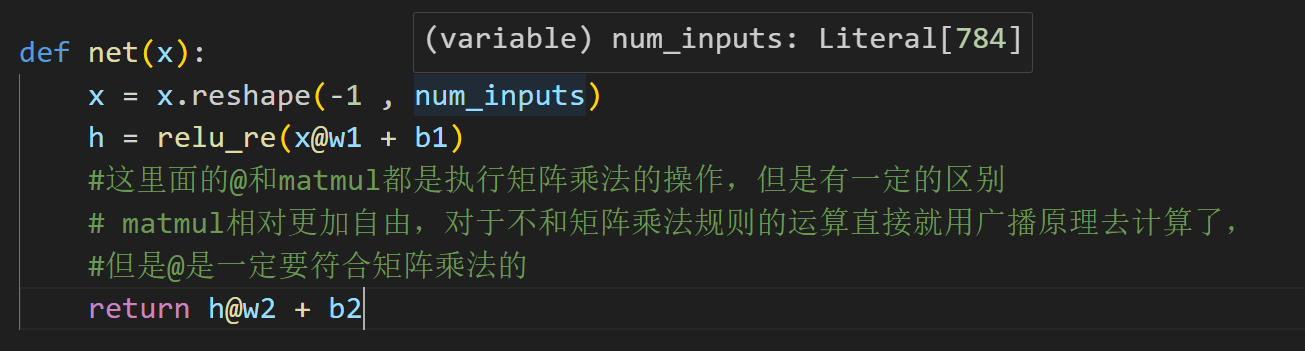 (variable) num_inputs: Literal[784]
def net(x):
    x = x.reshape(-1 , num_inputs)
    h = relu_re(x@w1 + b1)
    #这里面的@和matmul都是执行矩阵乘法的操作，但是有一定的区别
    # matmul相对更加自由，对于不和矩阵乘法规则的运算直接就用广播原理去计算了，
    #但是@是一定要符合矩阵乘法的
    return h@w2 + b2